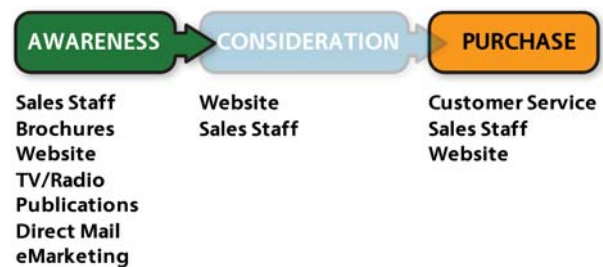 AWARENESS
CONSIDERATION
PURCHASE
Sales Staff
Brochures
Website
TV/Radio
Publications
Direct Mail
eMarketing
Website
Sales Staff
Customer Service
Sales Staff
Website